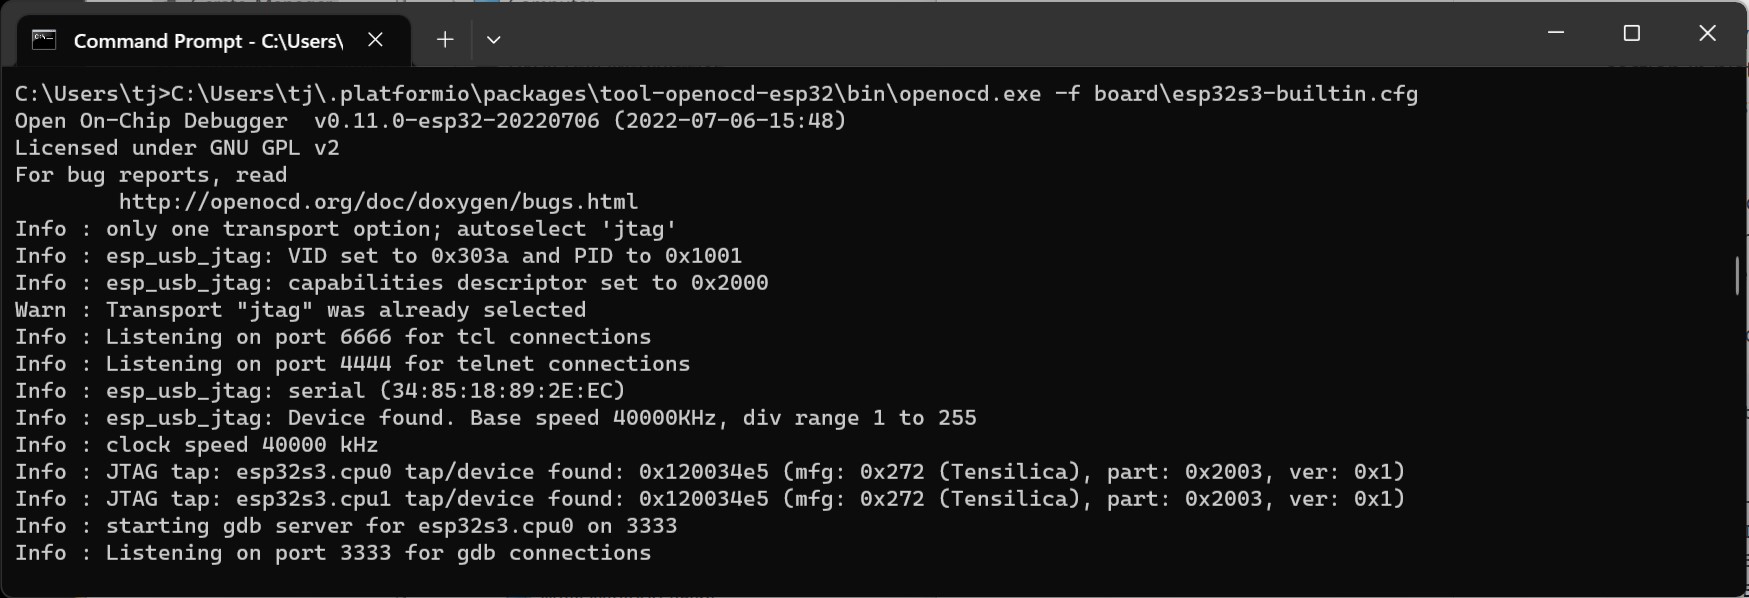 Command Prompt - C:\Users\
C:\Users\tj>C:\Users\tj\.platformio\packages\tool-openocd-esp32\bin\openocd.exe -f board\esp32s3-builtin.cfg
Open On-Chip Debugger  v0.11.0-esp32-20220706 (2022-07-06-15:48)
Licensed under GNU GPL v2
For bug reports, read
        http://openocd.org/doc/doxygen/bugs.html
Info : only one transport option; autoselect 'jtag'
Info : esp_usb_jtag: VID set to 0x303a and PID to 0x1001
Info : esp_usb_jtag: capabilities descriptor set to 0x2000
Warn : Transport "jtag" was already selected
Info : Listening on port 6666 for tcl connections
Info : Listening on port 4444 for telnet connections
Info : esp_usb_jtag: serial (34:85:18:89:2E:EC)
Info : esp_usb_jtag: Device found. Base speed 40000KHz, div range 1 to 255
Info : clock speed 40000 kHz
Info : JTAG tap: esp32s3.cpu0 tap/device found: 0x120034e5 (mfg: 0x272 (Tensilica), part: 0x2003, ver: 0x1)
Info : JTAG tap: esp32s3.cpu1 tap/device found: 0x120034e5 (mfg: 0x272 (Tensilica), part: 0x2003, ver: 0x1)
Info : starting gdb server for esp32s3.cpu0 on 3333
Info : Listening on port 3333 for gdb connections